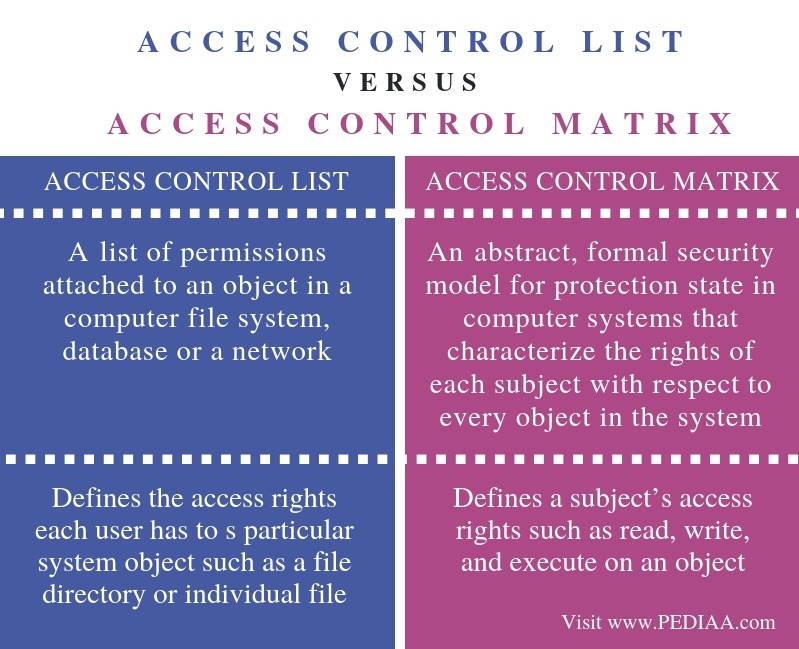 ACCESS CONTROL LIST
VERSUS
ACCESS CONTROL MATRIX
ACCESS CONTROL LIST
A list of permissions
attached to an object in a
computer file system,
database or a network
Defines the access rights
each user has to s particular
system object such as a file
directory or individual file
ACCESS CONTROL MATRIX
An abstract, formal security
model for protection state in
computer systems that
characterize the rights of
each subject with respect to
every object in the system
Defines a subject's access
rights such as read, write,
and execute on an object
Visit www.PEDIAA.com